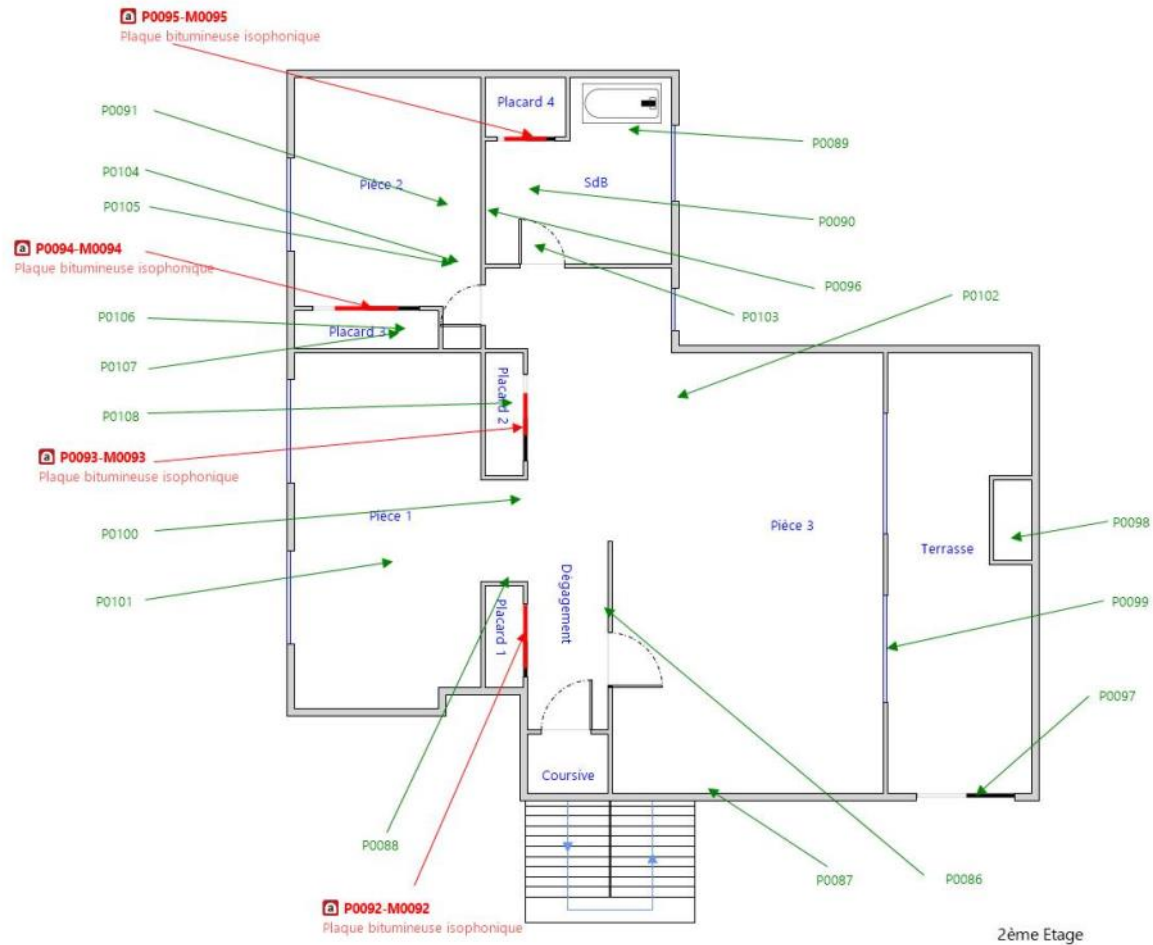 a P0095-M0095
Plaque bitumineuse isophonique
Placard 4
P0091
P0089
P0104
Pièce 2
SdB
P0105
P0090
a P0094-M0094
Plaque bitumineuse isophonique
P0096
P0102
P0106
P0103
Placard 3
P0107
Placard 2
P0108
a P0093-M0093
Plaque bitumineuse isophonique
Pièce 1
Pièce 3
P0098
P0100
Terrasse
Dégagement
P0101
P0099
Placard 1
P0097
Coursive
P0088
P0087
P0086
a P0092-M0092
Plaque bitumineuse isophonique
2ème Etage